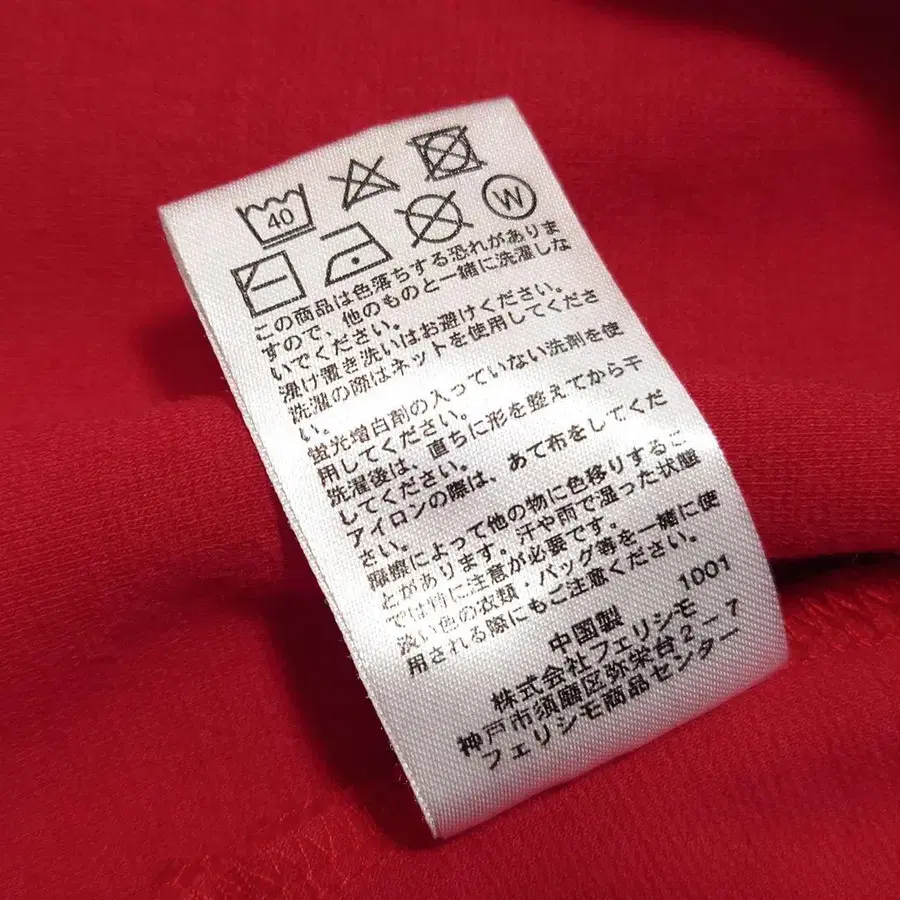 40
W
この商品は色落ちする恐れがありま
すので、他のものと一緒に洗濯しな
いでください。
浸け置き洗いはお避けください。
洗濯の際はネットを使用してくださ
い。
蛍光増白剤の入っていない洗剤を使
用してください。
洗濯後は、直ちに形を整えてから干
してください。
アイロンの際は、あて布をしてくだ
さい。
摩擦によって他の物に色移りするこ
とがあります。汗や雨で湿った状態
では特に注意が必要です。
淡い他の衣類・バッグ等を一緒に使
用される際にもご注意ください。
1001
中国製
株式会社フェリシモ
神戸市須磨区弥栄台2-7
フェリシモ商品センター